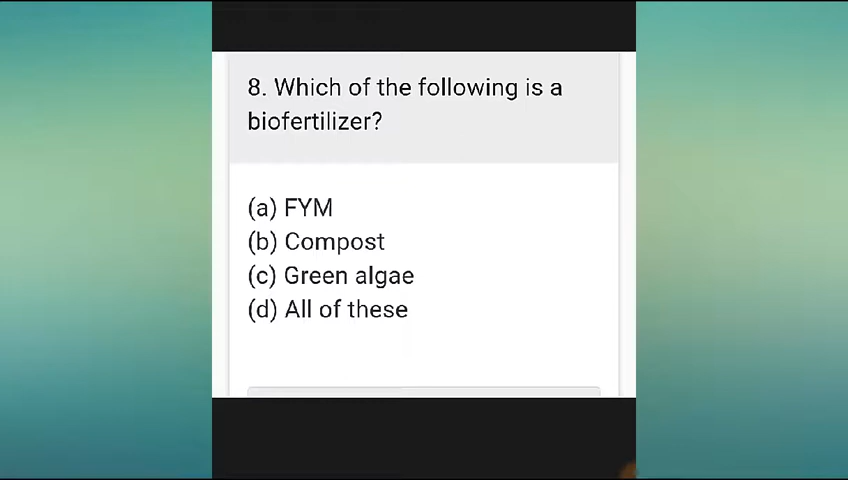 8. Which of the following is a
biofertilizer?
(a) FYM
(b) Compost
(c) Green algae
(d) All of these